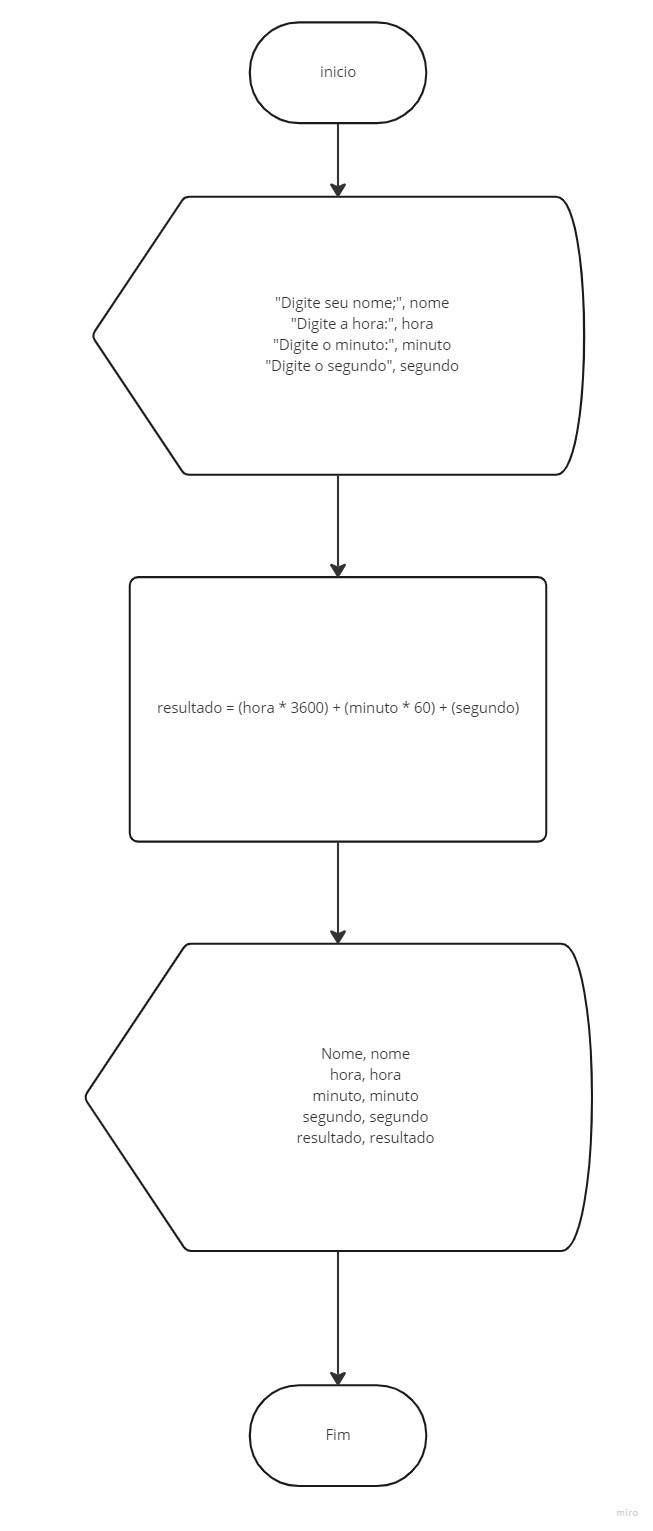 inicio
"Digite seu nome;", nome
"Digite a hora:", hora
"Digite o minuto:", minuto
"Digite o segundo", segundo
resultado = (hora * 3600) + (minuto * 60) + (segundo)
Nome, nome
hora, hora
minuto, minuto
segundo, segundo
resultado, resultado
Fim
miro